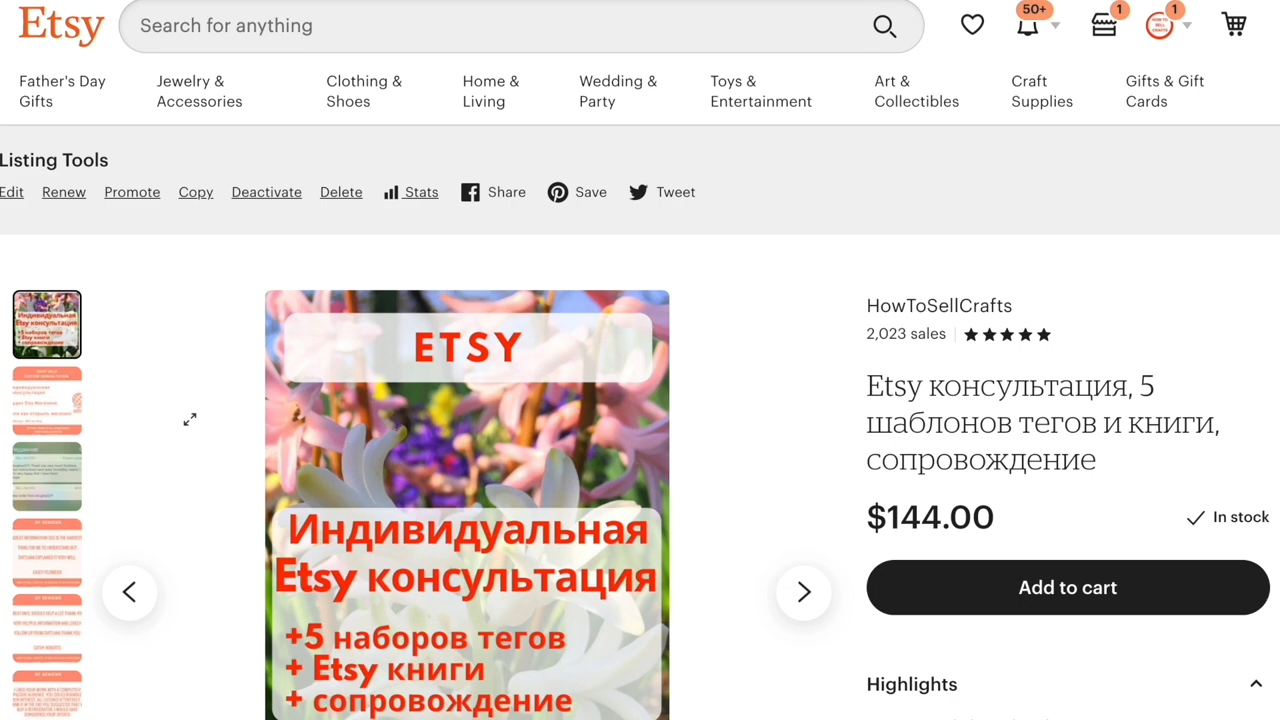 Etsy
Search for anything
50+
1
1
Father's Day Gifts
Jewelry & Accessories
Clothing & Shoes
Home & Living
Wedding & Party
Toys & Entertainment
Art & Collectibles
Craft Supplies
Gifts & Gift Cards
Listing Tools
Edit Renew Promote Copy Deactivate Delete Stats Share Save Tweet
ETSY
Индивидуальная
Etsy консультация
+5 наборов тегов
+ Etsy книги
+ сопровождение
HowToSellCrafts
2,023 sales
Etsy консультация, 5
шаблонов тегов и книги,
сопровождение
$144.00
In stock
Add to cart
Highlights